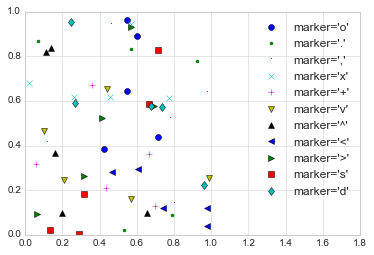 1.0
0.8
0.6
0.4
0.2
0.0
marker='o'
marker='.'
marker=','
marker='x'
marker='+'
marker='v'
marker='^'
marker='<'
marker='>'
marker='s'
marker='d'
0.0 0.2 0.4 0.6 0.8 1.0 1.2 1.4 1.6 1.8